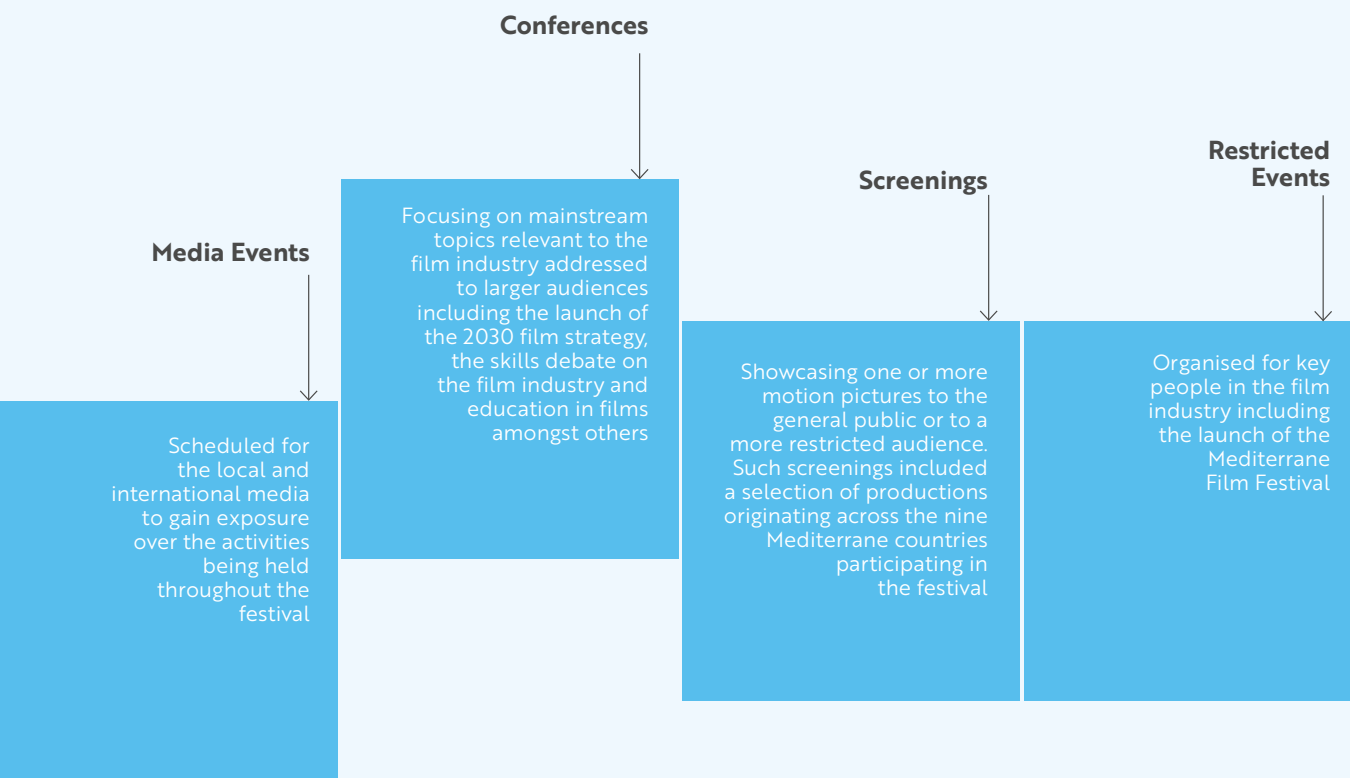 Media Events
Scheduled for
the local and
international media
to gain exposure
over the activities
being held
throughout the
festival
Conferences
Focusing on mainstream
topics relevant to the
film industry addressed
to larger audiences
including the launch of
the 2030 film strategy,
the skills debate on
the film industry and
education in films
amongst others
Screenings
Showcasing one or more
motion pictures to the
general public or to a
more restricted audience.
Such screenings included
a selection of productions
originating across the nine
Mediterrane countries
participating in
the festival
Restricted
Events
Organised for key
people in the film
industry including
the launch of the
Mediterrane
Film Festival